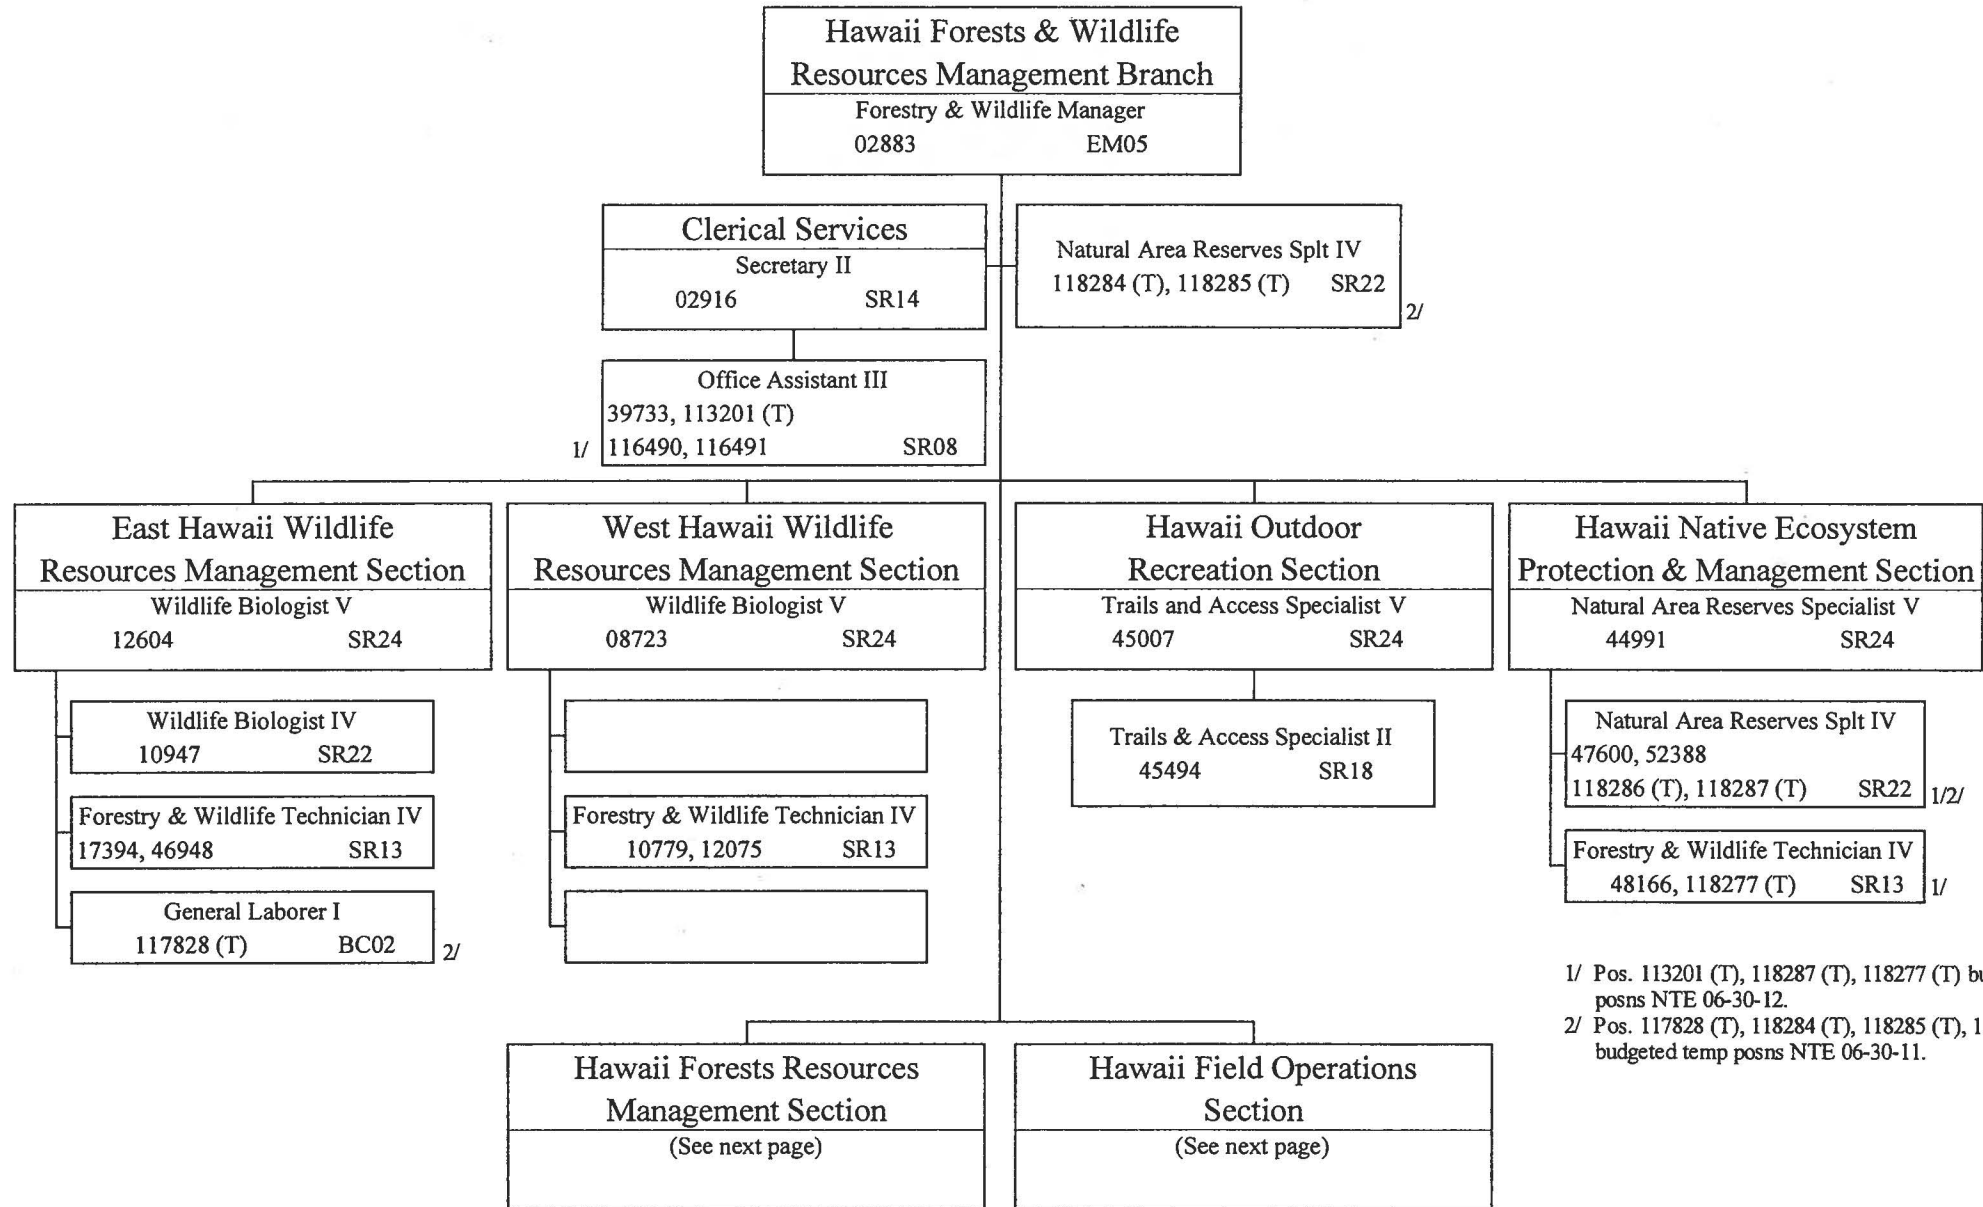 Hawaii Forests & Wildlife
Resources Management Branch
Forestry & Wildlife Manager
02883 EM05
Clerical Services
Secretary II
02916 SR14
Natural Area Reserves Splt IV
118284 (T), 118285 (T) SR22
2/
Office Assistant III
39733, 113201 (T)
1/ 116490, 116491 SR08
East Hawaii Wildlife
Resources Management Section
Wildlife Biologist V
12604 SR24
Wildlife Biologist IV
10947 SR22
Forestry & Wildlife Technician IV
17394, 46948 SR13
General Laborer I
117828 (T) BC02 2/
West Hawaii Wildlife
Resources Management Section
Wildlife Biologist V
08723 SR24
Forestry & Wildlife Technician IV
10779, 12075 SR13
Hawaii Outdoor
Recreation Section
Trails and Access Specialist V
45007 SR24
Trails & Access Specialist II
45494 SR18
Hawaii Native Ecosystem
Protection & Management Section
Natural Area Reserves Specialist V
44991 SR24
Natural Area Reserves Splt IV
47600, 52388
118286 (T), 118287 (T) SR22 1/2/
Forestry & Wildlife Technician IV
48166, 118277 (T) SR13 1/
1/ Pos. 113201 (T), 118287 (T), 118277 (T)
posns NTE 06-30-12.
2/ Pos. 117828 (T), 118284 (T), 118285 (T),
budgeted temp posns NTE 06-30-11.
Hawaii Forests Resources
Management Section
(See next page)
Hawaii Field Operations
Section
(See next page)